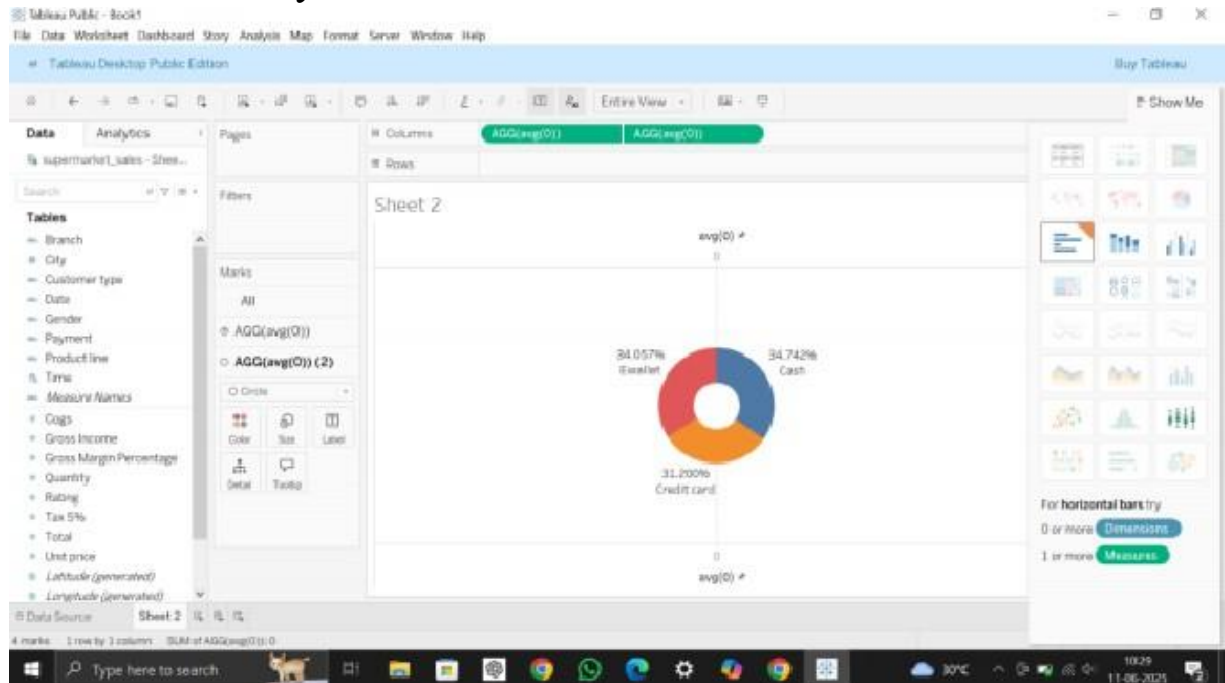 Tableau Public - Book1
File Data Worksheet Dashboard Story Analysis Map Format Server Window Help
Tableau Desktop Public Edition
Buy Tableau
Entire View
Show Me
Data Analytics
Pages
Columns
AGG(avg(0)) AGG(avg(0))
supermarket_sales - Shee...
Rows
Search
Filters
Sheet 2
Tables
avg(0)
0
Branch
City
Customer type
Date
Gender
Payment
Product line
Time
Measure Names
Cogs
Gross Income
Gross Margin Percentage
Quantity
Rating
Tax 5%
Total
Unit price
Latitude (generated)
Longitude (generated)
Marks
All
AGG(avg(0))
AGG(avg(0)) (2)
Circle
Color Size Label
Detail Tooltip
34.057%
Ewallet
34.742%
Cash
31.200%
Credit card
0
avg(0)
For horizontal bars try
0 or more Dimensions
1 or more Measures
Data Source Sheet 2
4 marks 1 row by 1 column SUM of AGG(avg(0)): 0
Type here to search
30°C
10:29
11-06-2025